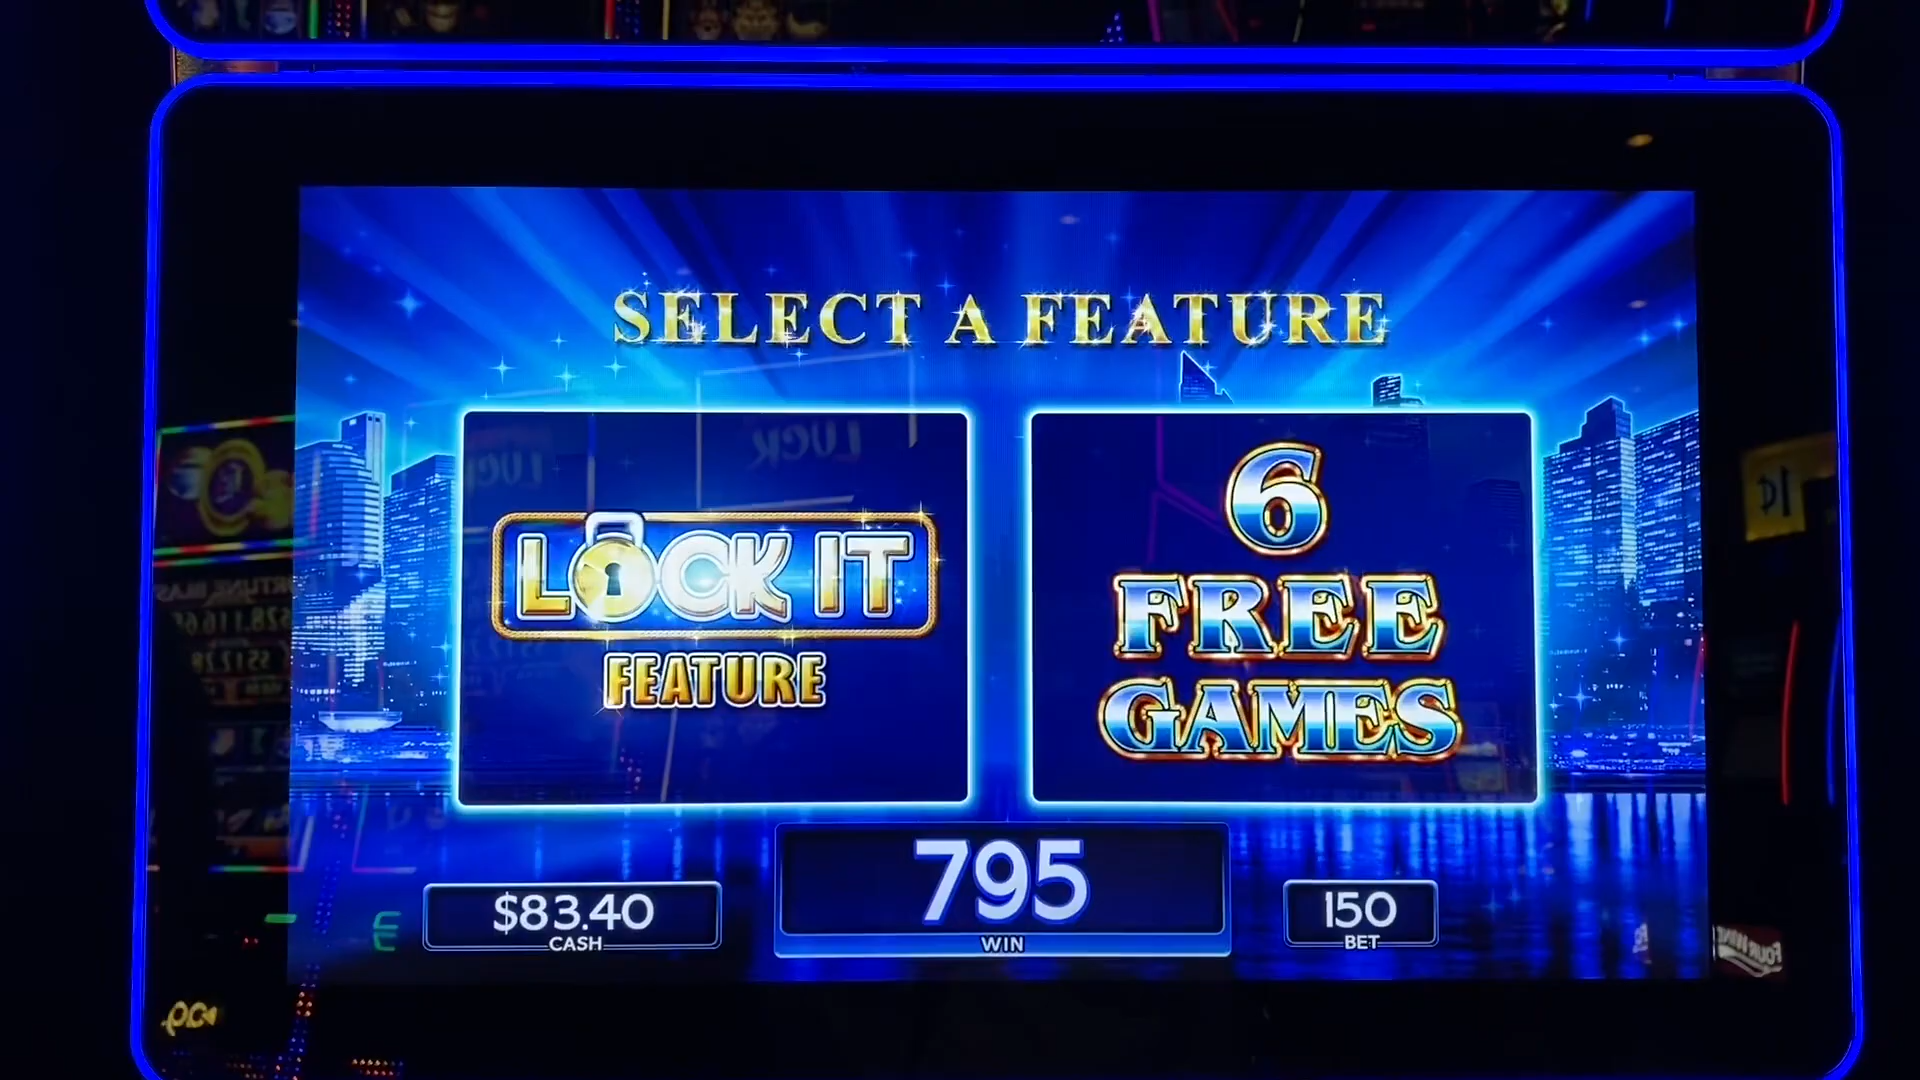 SELECT A FEATURE
LOCK IT
FEATURE
6
FREE
GAMES
$83.40
CASH
795
WIN
150
BET